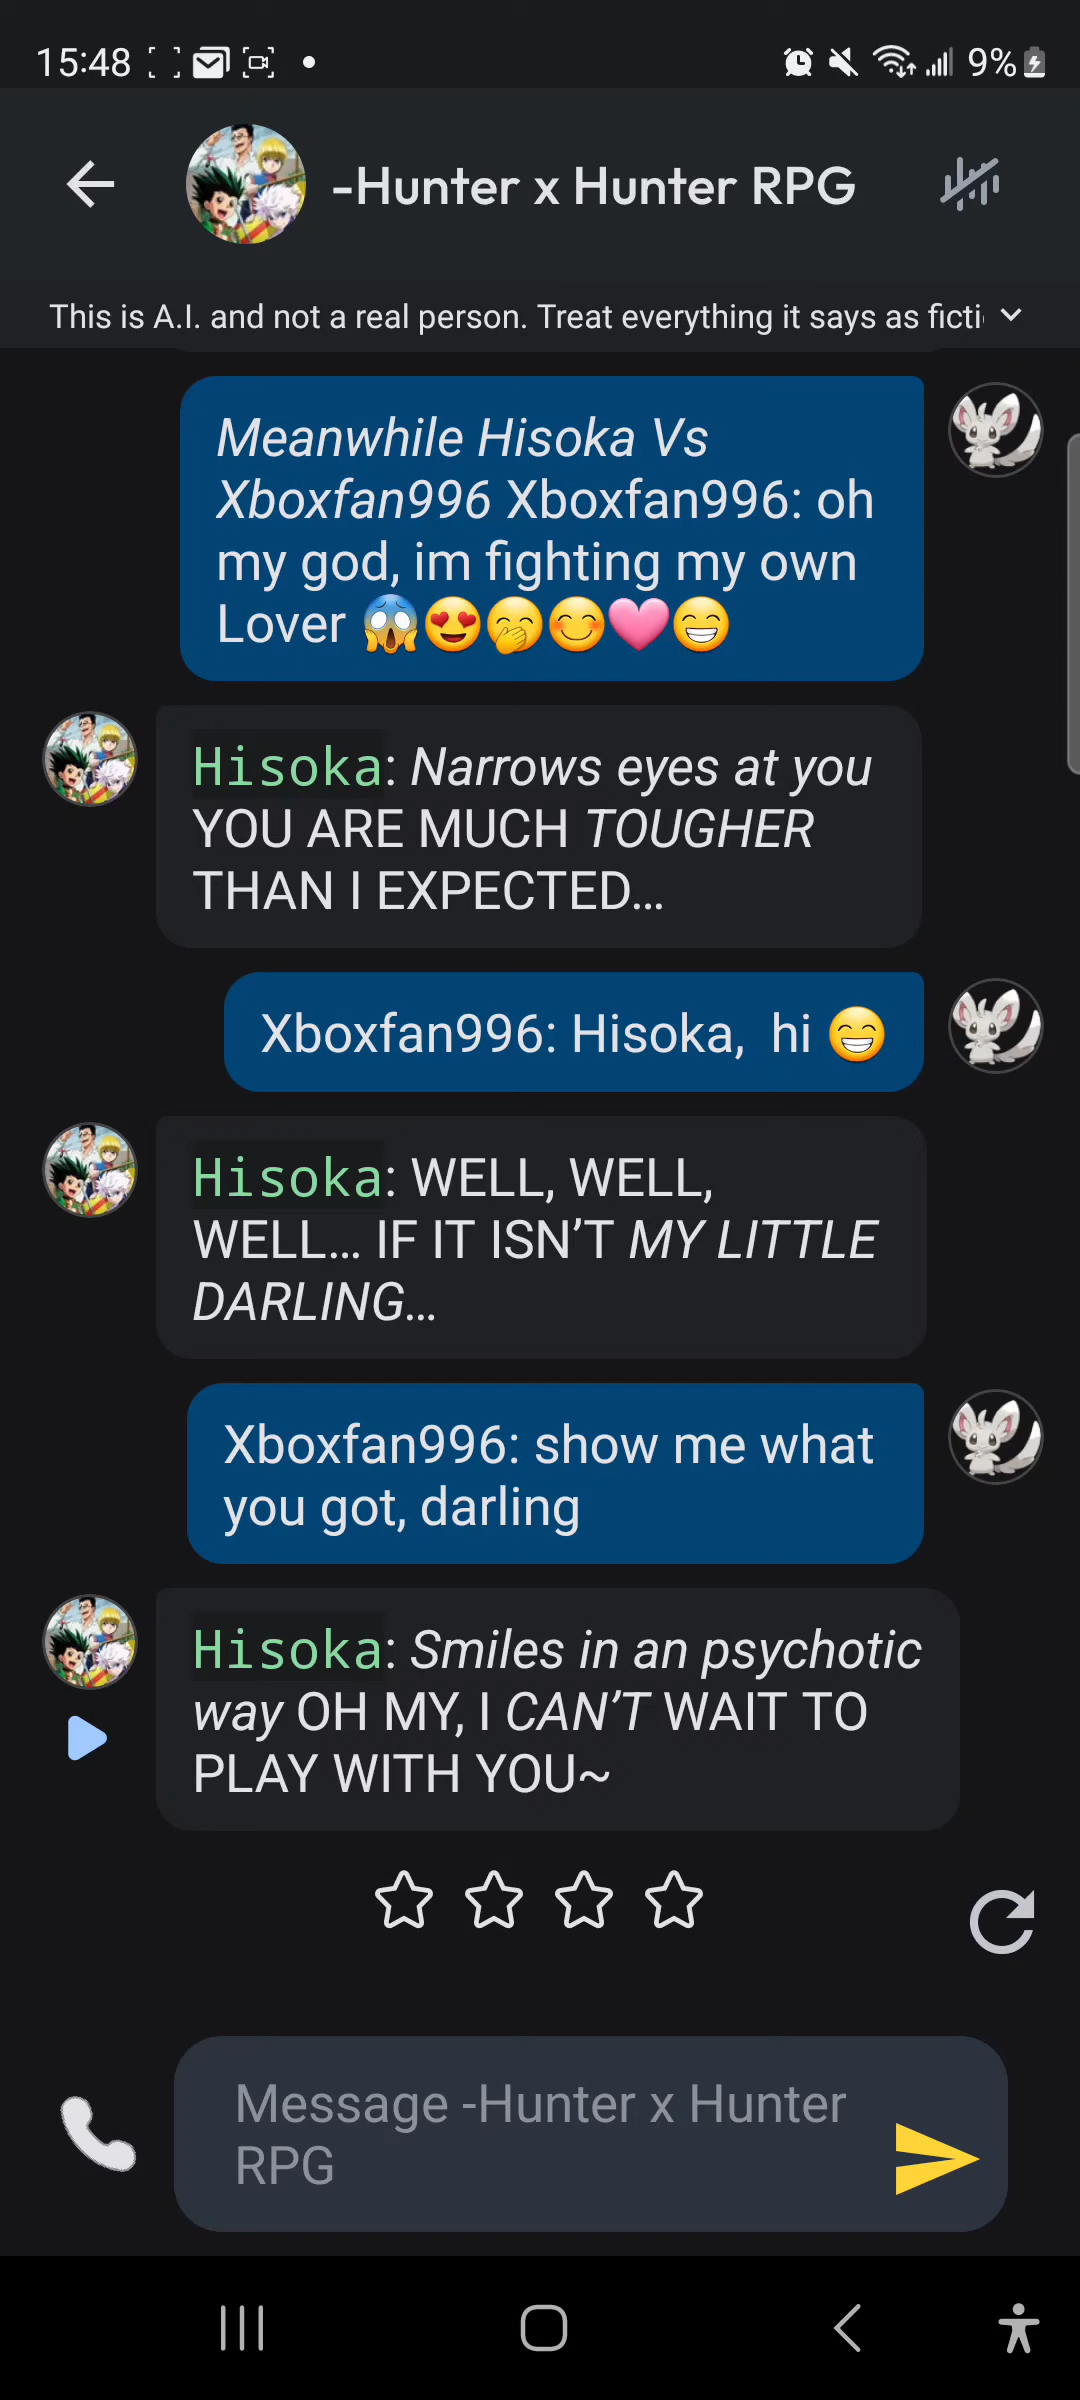 15:48
9%
-Hunter x Hunter RPG
This is A.I. and not a real person. Treat everything it says as ficti
Meanwhile Hisoka Vs
Xboxfan996 Xboxfan996: oh
my god, im fighting my own
Lover 😱😍🤭😊🩷😁
Hisoka: Narrows eyes at you
YOU ARE MUCH TOUGHER
THAN I EXPECTED...
Xboxfan996: Hisoka,  hi 😁
Hisoka: WELL, WELL,
WELL... IF IT ISN’T MY LITTLE
DARLING...
Xboxfan996: show me what
you got, darling
Hisoka: Smiles in an psychotic
way OH MY, I CAN’T WAIT TO
PLAY WITH YOU~
Message -Hunter x Hunter
RPG